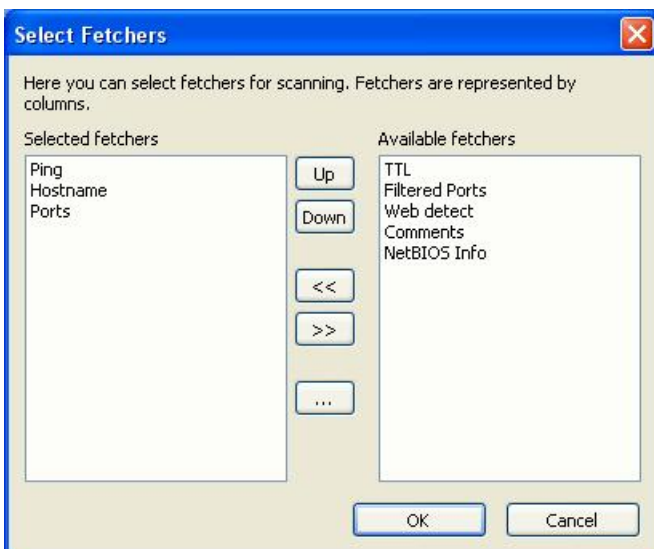 Select Fetchers
Here you can select fetchers for scanning. Fetchers are represented by
columns.
Selected fetchers
Ping
Hostname
Ports
Up
Down
<<
>>
...
Available fetchers
TTL
Filtered Ports
Web detect
Comments
NetBIOS Info
OK
Cancel